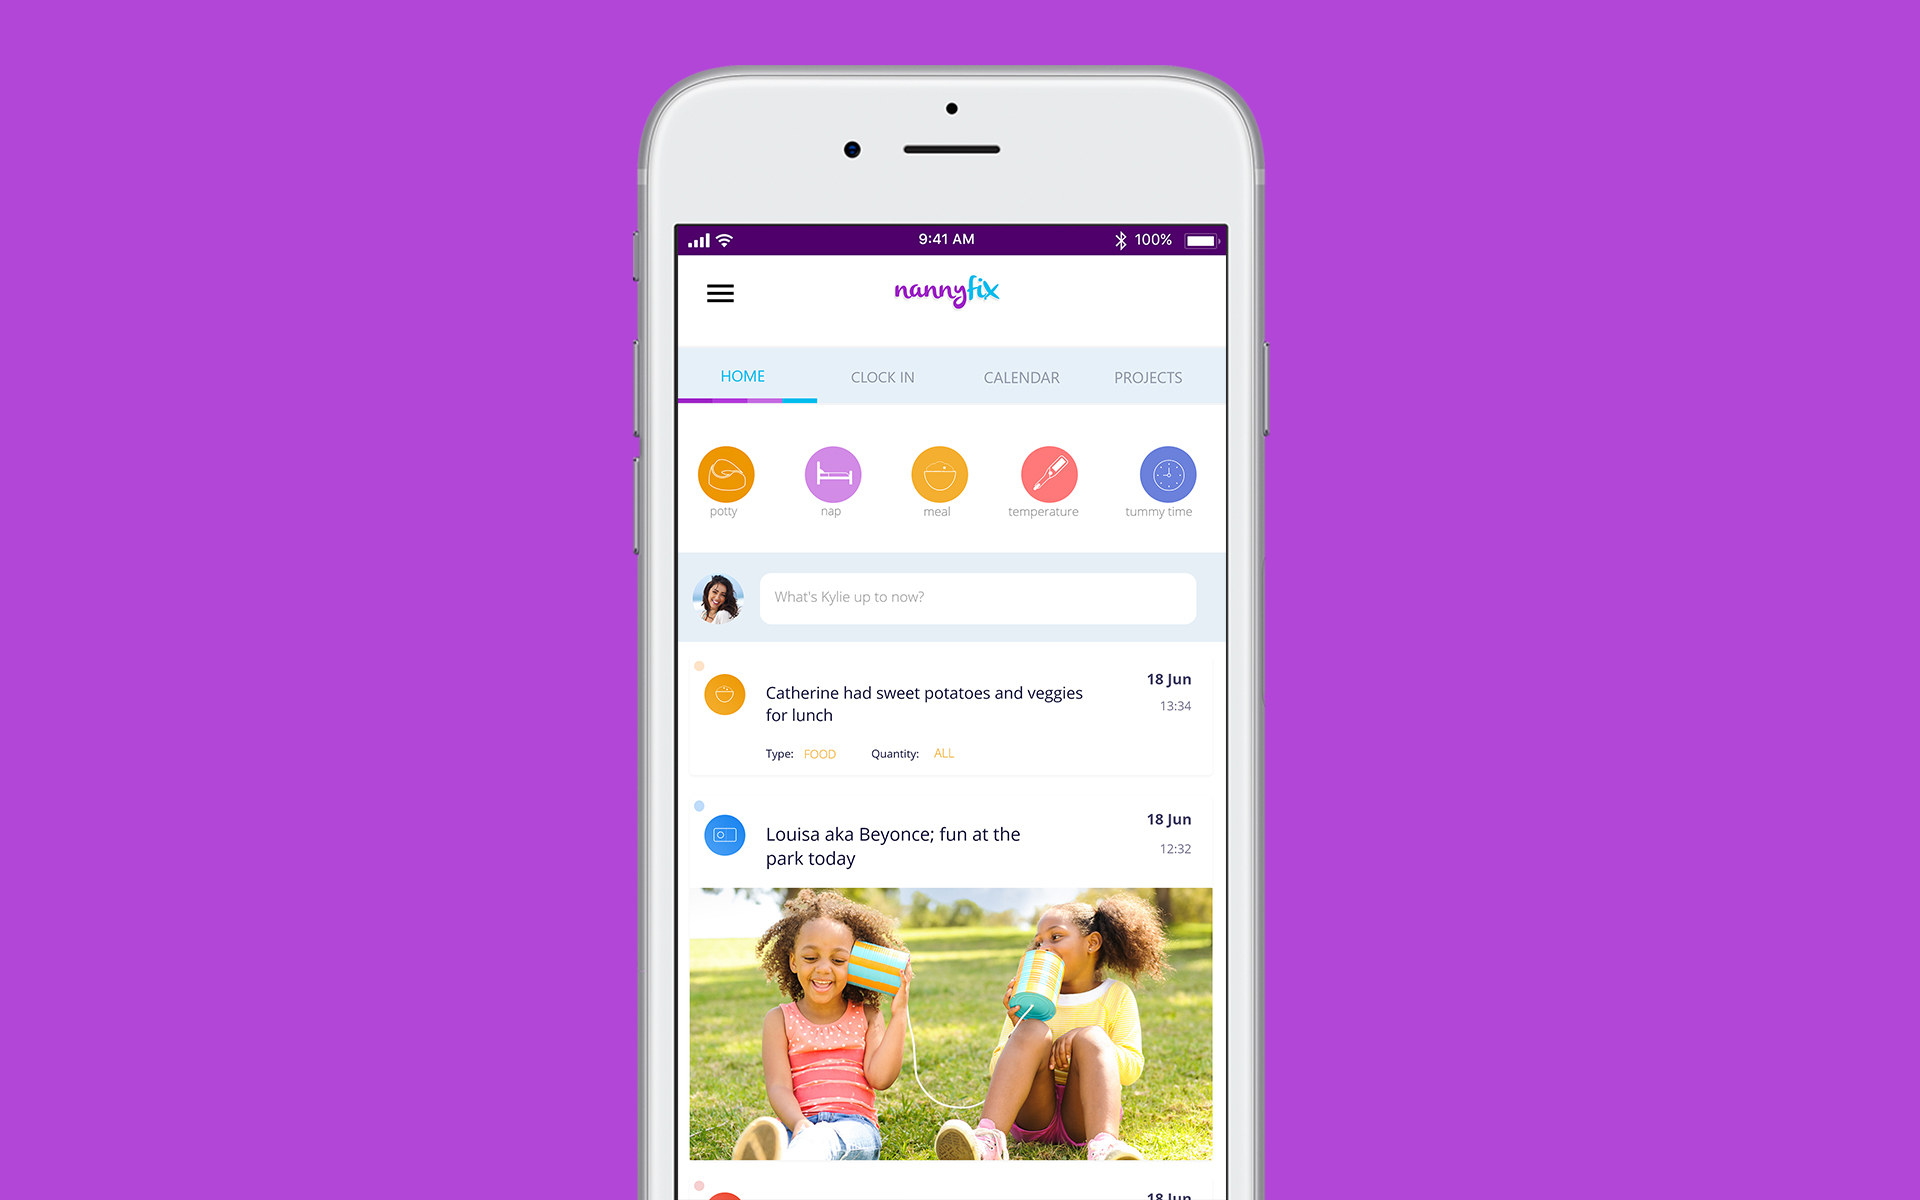 9:41 AM
100%
nannyfix
HOME
CLOCK IN
CALENDAR
PROJECTS
potty
nap
meal
temperature
tummy time
What's Kylie up to now?
Catherine had sweet potatoes and veggies
for lunch
18 Jun
13:34
Type: FOOD Quantity: ALL
Louisa aka Beyonce; fun at the
park today
18 Jun
12:32
18 Jun